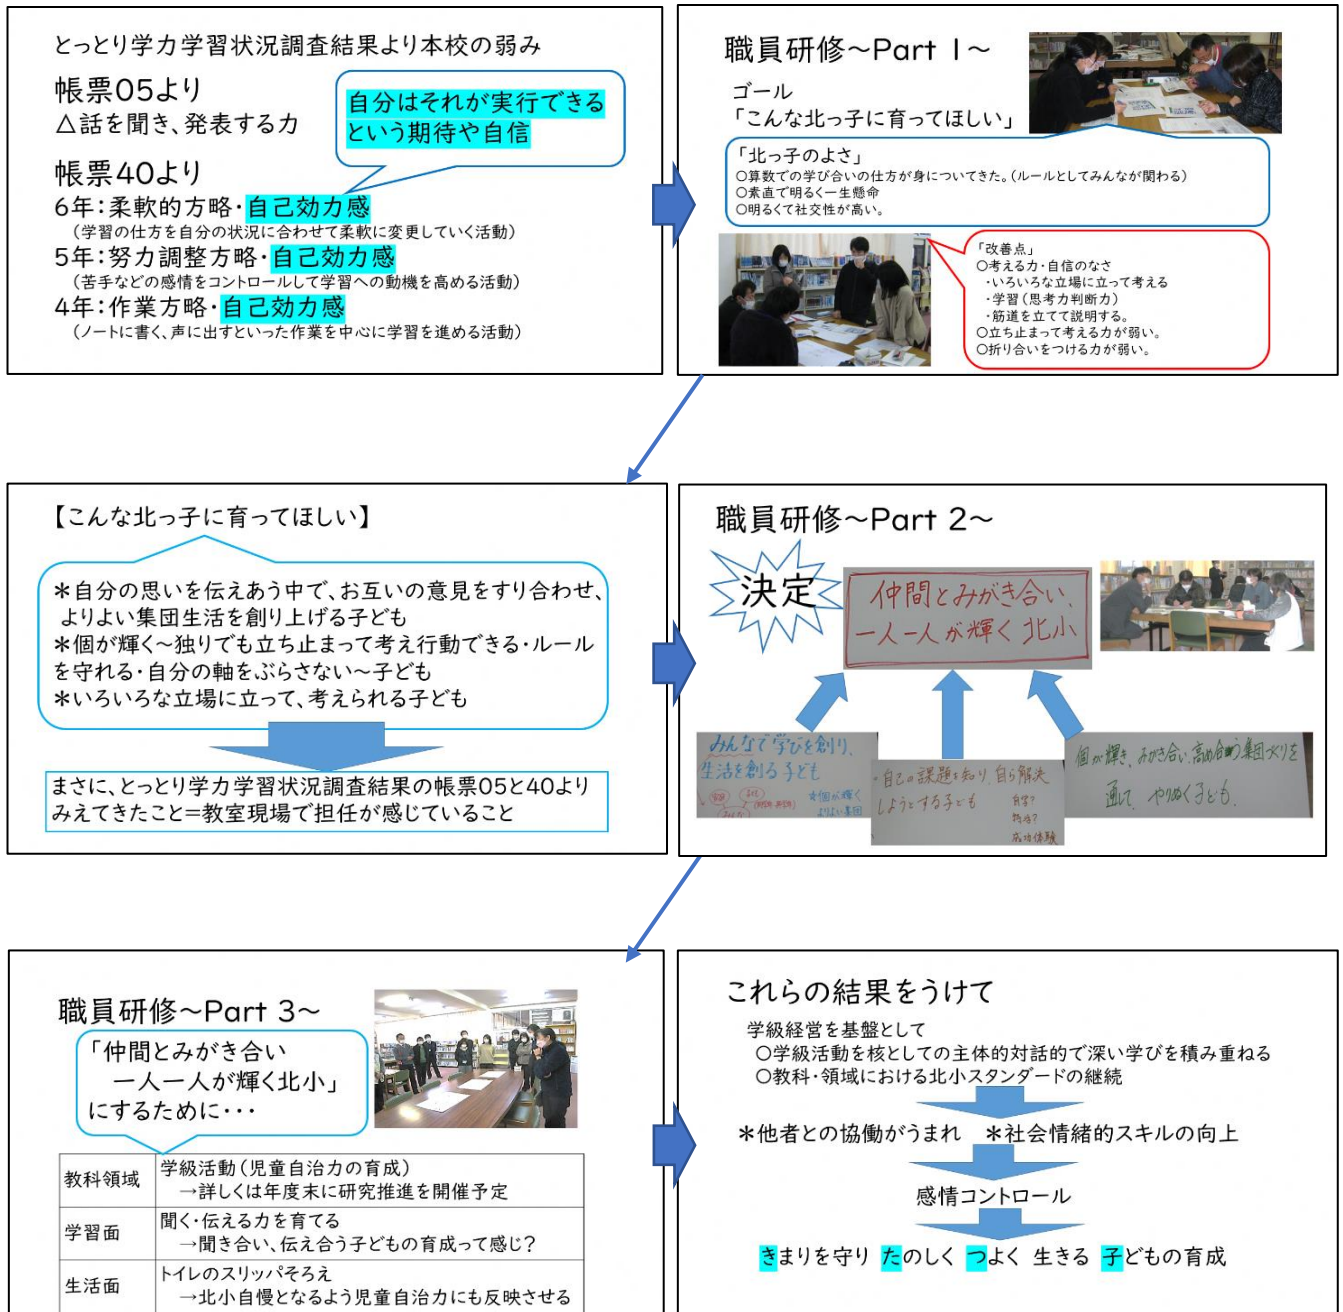 とっとり学力学習状況調査結果より本校の弱み
帳票05より
△話を聞き、発表する力
自分はそれが実行できる
という期待や自信
帳票40より
6年：柔軟的方略・自己効力感
（学習の仕方を自分の状況に合わせて柔軟に変更していく活動）
5年：努力調整方略・自己効力感
（苦手などの感情をコントロールして学習への動機を高める活動）
4年：作業方略・自己効力感
（ノートに書く、声に出すといった作業を中心に学習を進める活動）
職員研修～Part 1～
ゴール
「こんな北っ子に育ってほしい」
「北っ子のよさ」
○算数での学び合いの仕方が身についてきた。（ルールとしてみんなが関わる）
○素直で明るく一生懸命
○明るくて社交性が高い。
「改善点」
○考える力・自信のなさ
・いろいろな立場に立って考える
・学習（思考力判断力）
・筋道を立てて説明する。
○立ち止まって考える力が弱い。
○折り合いをつける力が弱い。
【こんな北っ子に育ってほしい】
＊自分の思いを伝えあう中で、お互いの意見をすり合わせ、
よりよい集団生活を創り上げる子ども
＊個が輝く～独りでも立ち止まって考え行動できる・ルール
を守れる・自分の軸をぶらさない～子ども
＊いろいろな立場に立って、考えられる子ども
まさに、とっとり学力学習状況調査結果の帳票05と40より
みえてきたこと＝教室現場で担任が感じていること
職員研修～Part 2～
決定
仲間とみがき合い、
一人一人が輝く北小
みんなで学びを創り、
生活を創る子ども
＊個が輝く
よりよい集団
・自己の課題を知り、自ら解決
しようとする子ども
自学？
特活？
成功体験
個が輝き、みがき合い、高め合う集団づくりを
通して、やりぬく子ども。
職員研修～Part 3～
「仲間とみがき合い
一人一人が輝く北小」
にするために・・・
教科領域
学級活動（児童自治力の育成）
→詳しくは年度末に研究推進を開催予定
学習面
聞く・伝える力を育てる
→聞き合い、伝え合う子どもの育成って感じ？
生活面
トイレのスリッパそろえ
→北小自慢となるよう児童自治力にも反映させる
これらの結果をうけて
学級経営を基盤として
○学級活動を核としての主体的対話的で深い学びを積み重ねる
○教科・領域における北小スタンダードの継続
＊他者との協働がうまれ ＊社会情緒的スキルの向上
感情コントロール
きまりを守り たのしく つよく 生きる 子どもの育成